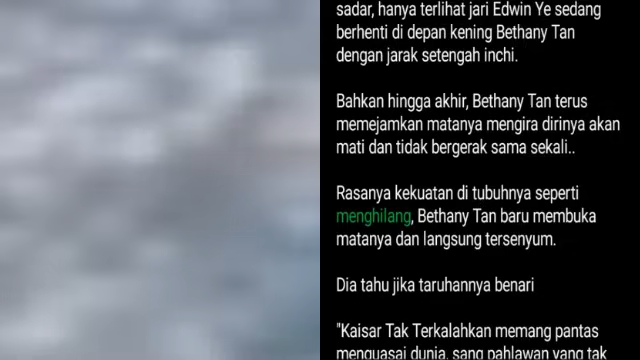 sadar, hanya terlihat jari Edwin Ye sedang
berhenti di depan kening Bethany Tan
dengan jarak setengah inchi.
Bahkan hingga akhir, Bethany Tan terus
memejamkan matanya mengira dirinya akan
mati dan tidak bergerak sama sekali..
Rasanya kekuatan di tubuhnya seperti
menghilang, Bethany Tan baru membuka
matanya dan langsung tersenyum.
Dia tahu jika taruhannya benari
"Kaisar Tak Terkalahkan memang pantas
menguasai dunia, sang pahlawan yang tak